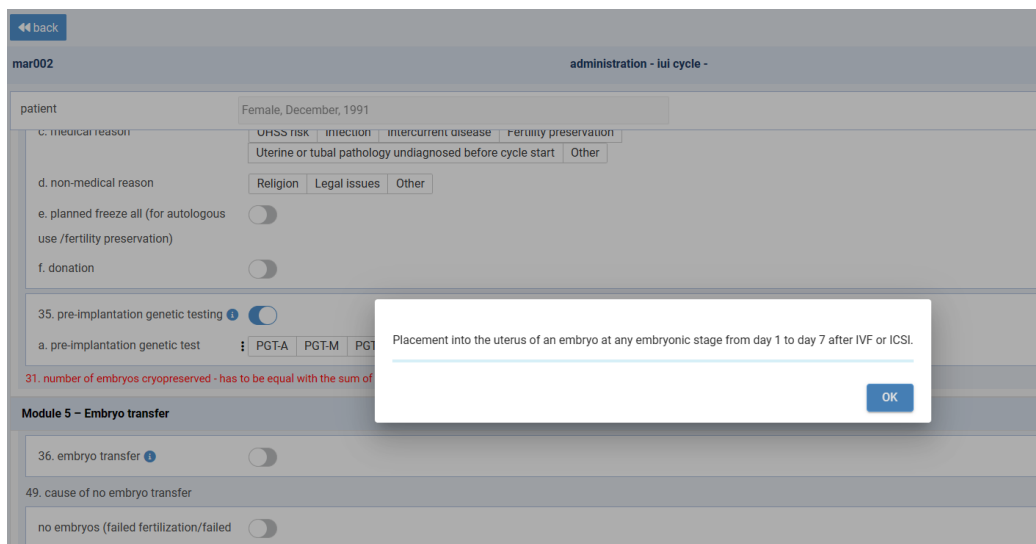 back
mar002 administration - iui cycle -
patient Female, December, 1991
c. medical reason OHSS risk Infection Intercurrent disease Fertility preservation
Uterine or tubal pathology undiagnosed before cycle start Other
d. non-medical reason Religion Legal issues Other
e. planned freeze all (for autologous
use /fertility preservation)
f. donation
35. pre-implantation genetic testing
a. pre-implantation genetic test PGT-A PGT-M PGT
31. number of embryos cryopreserved - has to be equal with the sum of
Placement into the uterus of an embryo at any embryonic stage from day 1 to day 7 after IVF or ICSI.
OK
Module 5 – Embryo transfer
36. embryo transfer
49. cause of no embryo transfer
no embryos (failed fertilization/failed